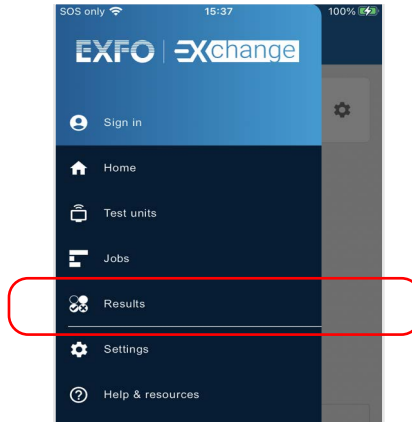 SOS only 15:37 100%
EXFO EXchange
Sign in
Home
Test units
Jobs
Results
Settings
Help & resources